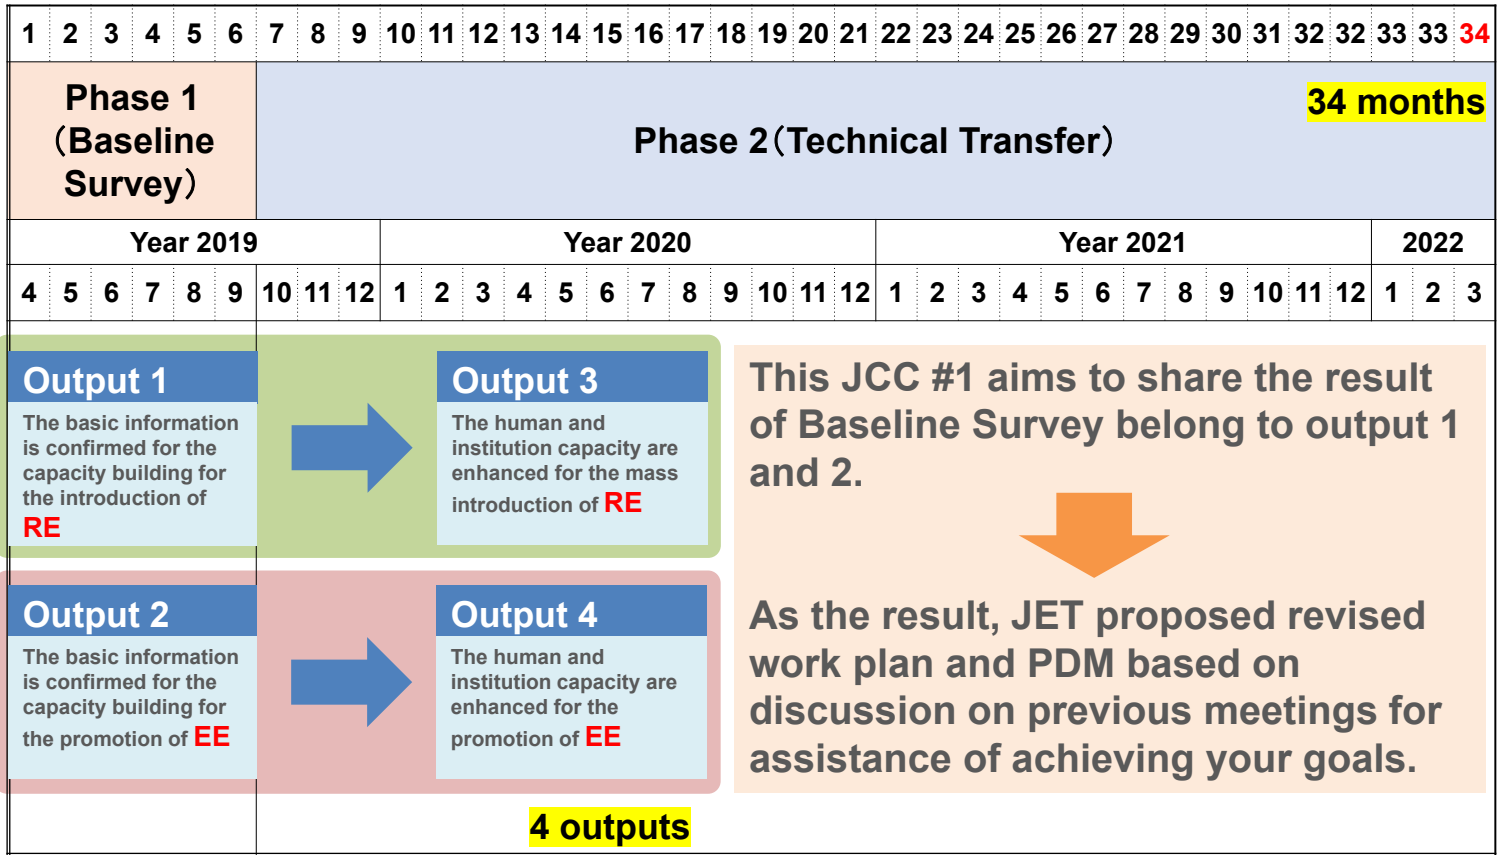 1 2 3 4 5 6 7 8 9 10 11 12 13 14 15 16 17 18 19 20 21 22 23 24 25 26 27 28 29 30 31 32 32 33 33 34
Phase 1
（Baseline
Survey）
34 months
Phase 2（Technical Transfer）
Year 2019 Year 2020 Year 2021 2022
4 5 6 7 8 9 10 11 12 1 2 3 4 5 6 7 8 9 10 11 12 1 2 3 4 5 6 7 8 9 10 11 12 1 2 3
Output 1
The basic information
is confirmed for the
capacity building for
the introduction of
RE
Output 3
The human and
institution capacity are
enhanced for the mass
introduction of RE
Output 2
The basic information
is confirmed for the
capacity building for
the promotion of EE
Output 4
The human and
institution capacity are
enhanced for the
promotion of EE
4 outputs
This JCC #1 aims to share the result
of Baseline Survey belong to output 1
and 2.
As the result, JET proposed revised
work plan and PDM based on
discussion on previous meetings for
assistance of achieving your goals.